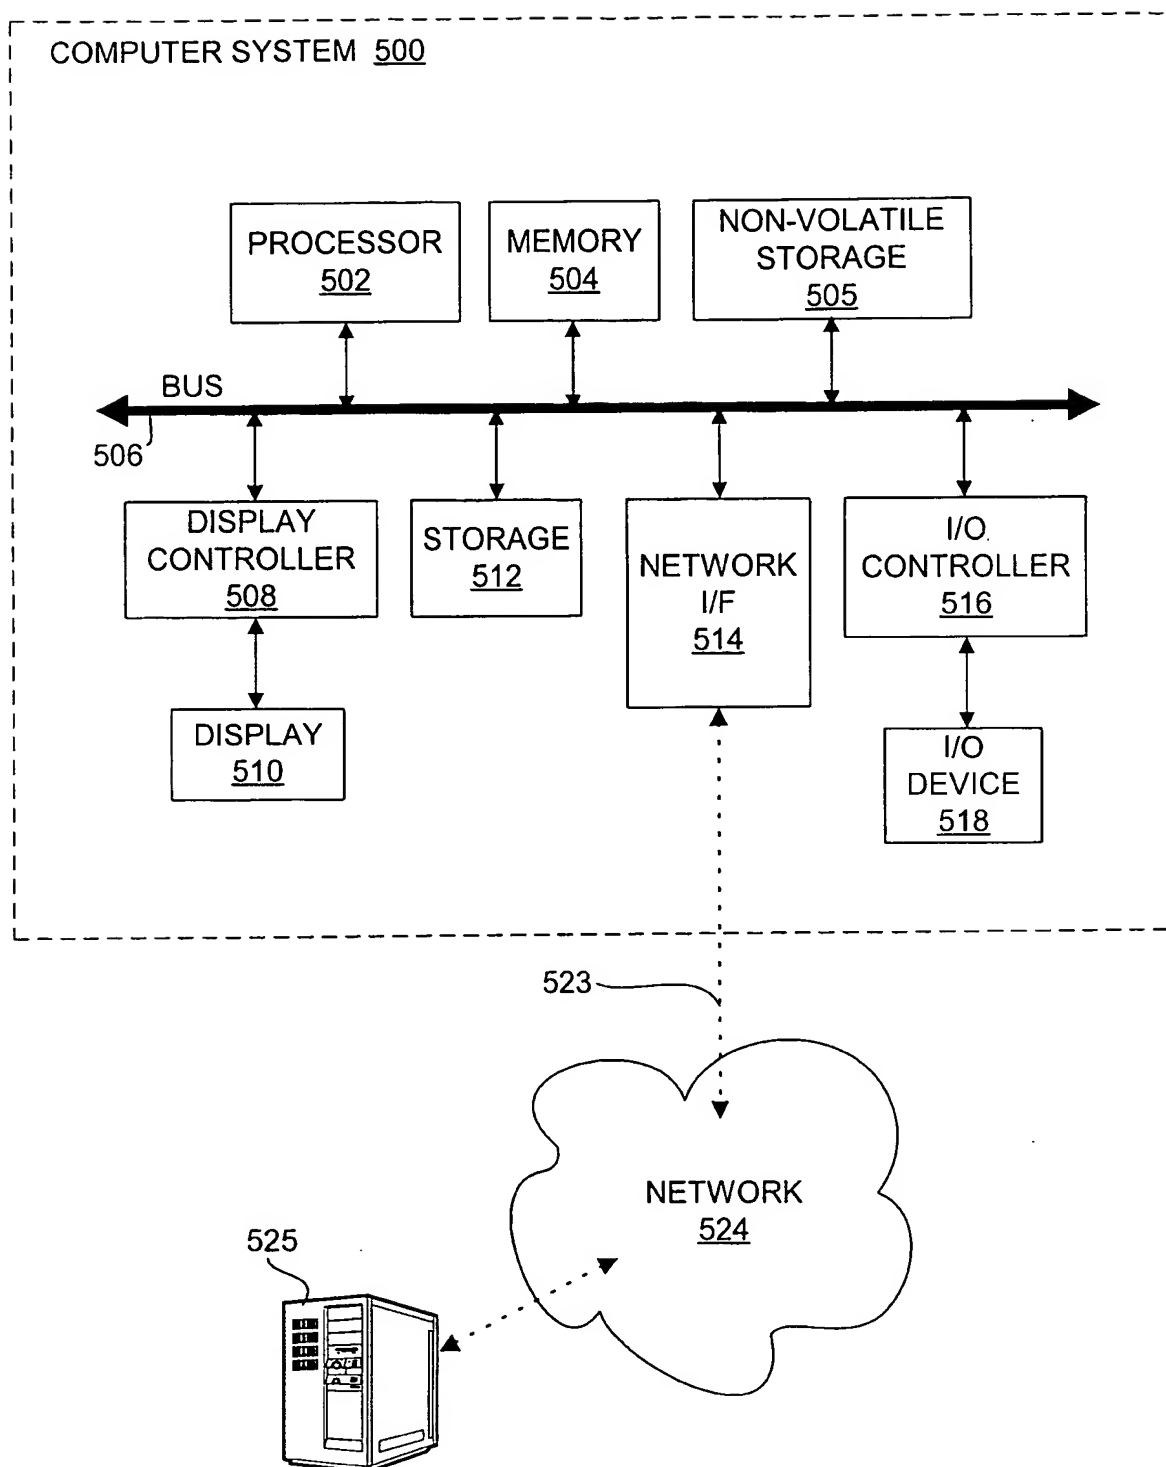 COMPUTER SYSTEM 500
PROCESSOR
502
MEMORY
504
NON-VOLATILE
STORAGE
505
BUS
506
DISPLAY
CONTROLLER
508
STORAGE
512
NETWORK
I/F
514
I/O
CONTROLLER
516
DISPLAY
510
I/O
DEVICE
518
523
NETWORK
524
525